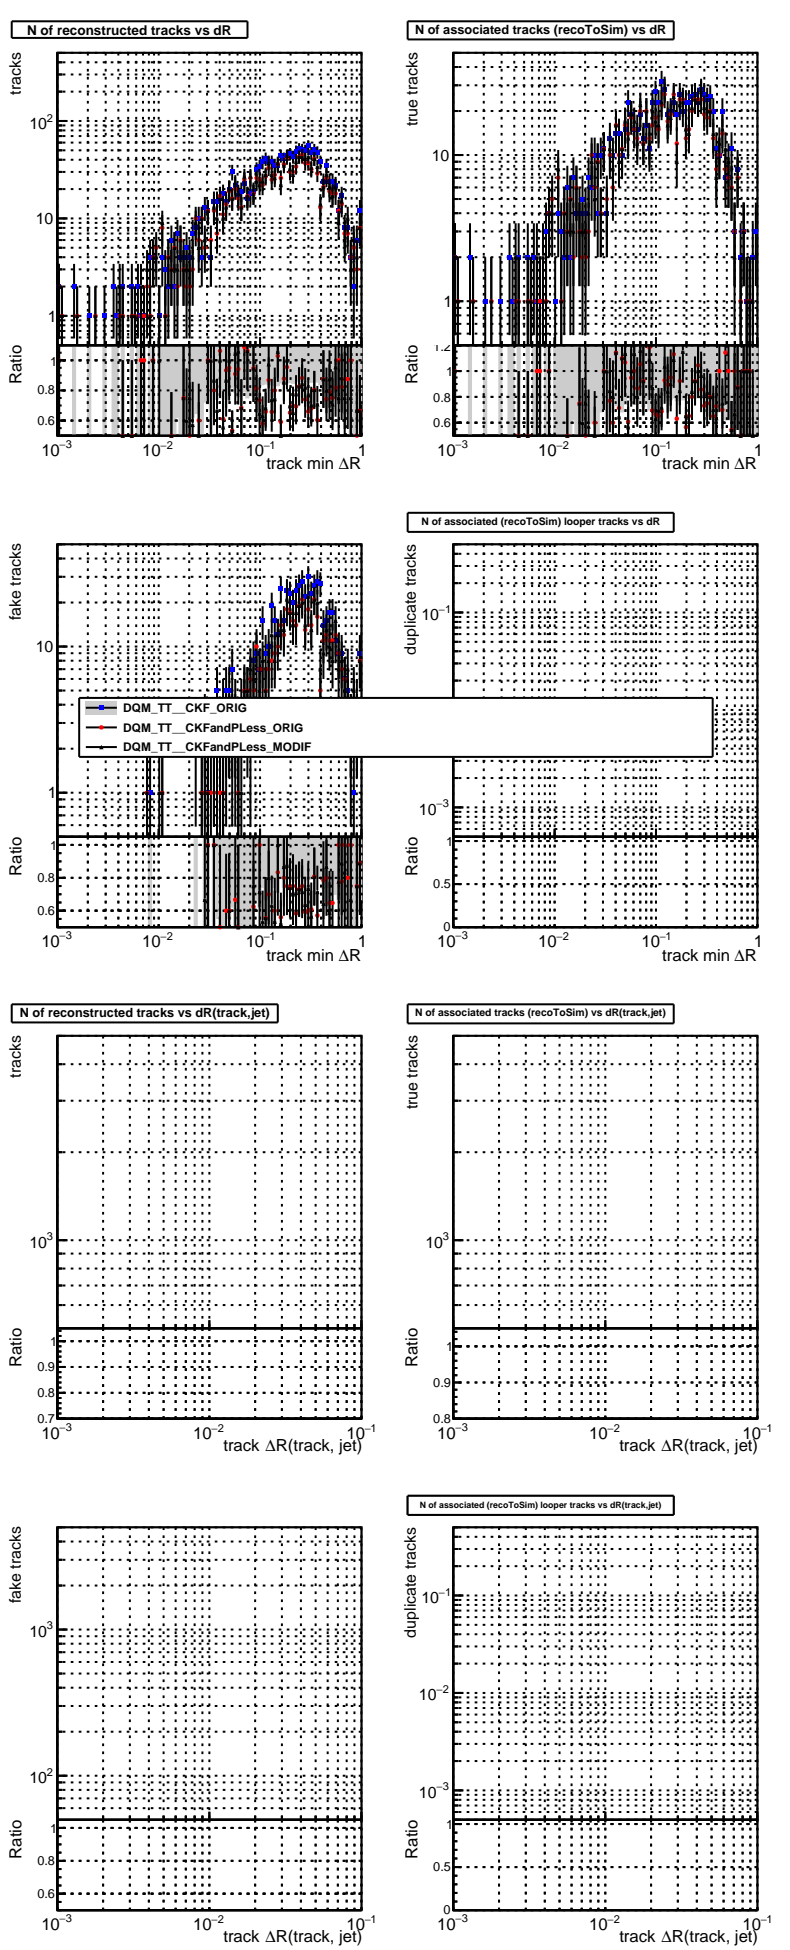 N of reconstructed tracks vs dR
tracks
10²
10
1
Ratio
1
0.8
0.6
10⁻³ 10⁻² 10⁻¹ 1
track min ΔR
N of associated tracks (recoToSim) vs dR
true tracks
10
1
Ratio
1.2
1
0.8
0.6
10⁻³ 10⁻² 10⁻¹ 1
track min ΔR
fake tracks
10
1
Ratio
1
0.8
0.6
10⁻³ 10⁻² 10⁻¹ 1
track min ΔR
N of associated (recoToSim) looper tracks vs dR
duplicate tracks
10⁻¹
10⁻³
Ratio
1
0.5
0
10⁻³ 10⁻² 10⁻¹ 1
track min ΔR
DQM_TT__CKF_ORIG
DQM_TT__CKFandPLess_ORIG
DQM_TT__CKFandPLess_MODIF
N of reconstructed tracks vs dR(track,jet)
tracks
10³
Ratio
1
0.9
0.8
0.7
10⁻³ 10⁻² 10⁻¹
track ΔR(track, jet)
N of associated tracks (recoToSim) vs dR(track,jet)
true tracks
10³
Ratio
1
0.9
0.8
10⁻³ 10⁻² 10⁻¹
track ΔR(track, jet)
fake tracks
10³
10²
Ratio
1
0.8
0.6
10⁻³ 10⁻² 10⁻¹
track ΔR(track, jet)
N of associated (recoToSim) looper tracks vs dR(track,jet)
duplicate tracks
10⁻¹
10⁻²
10⁻³
Ratio
1
0.5
0
10⁻³ 10⁻² 10⁻¹
track ΔR(track, jet)